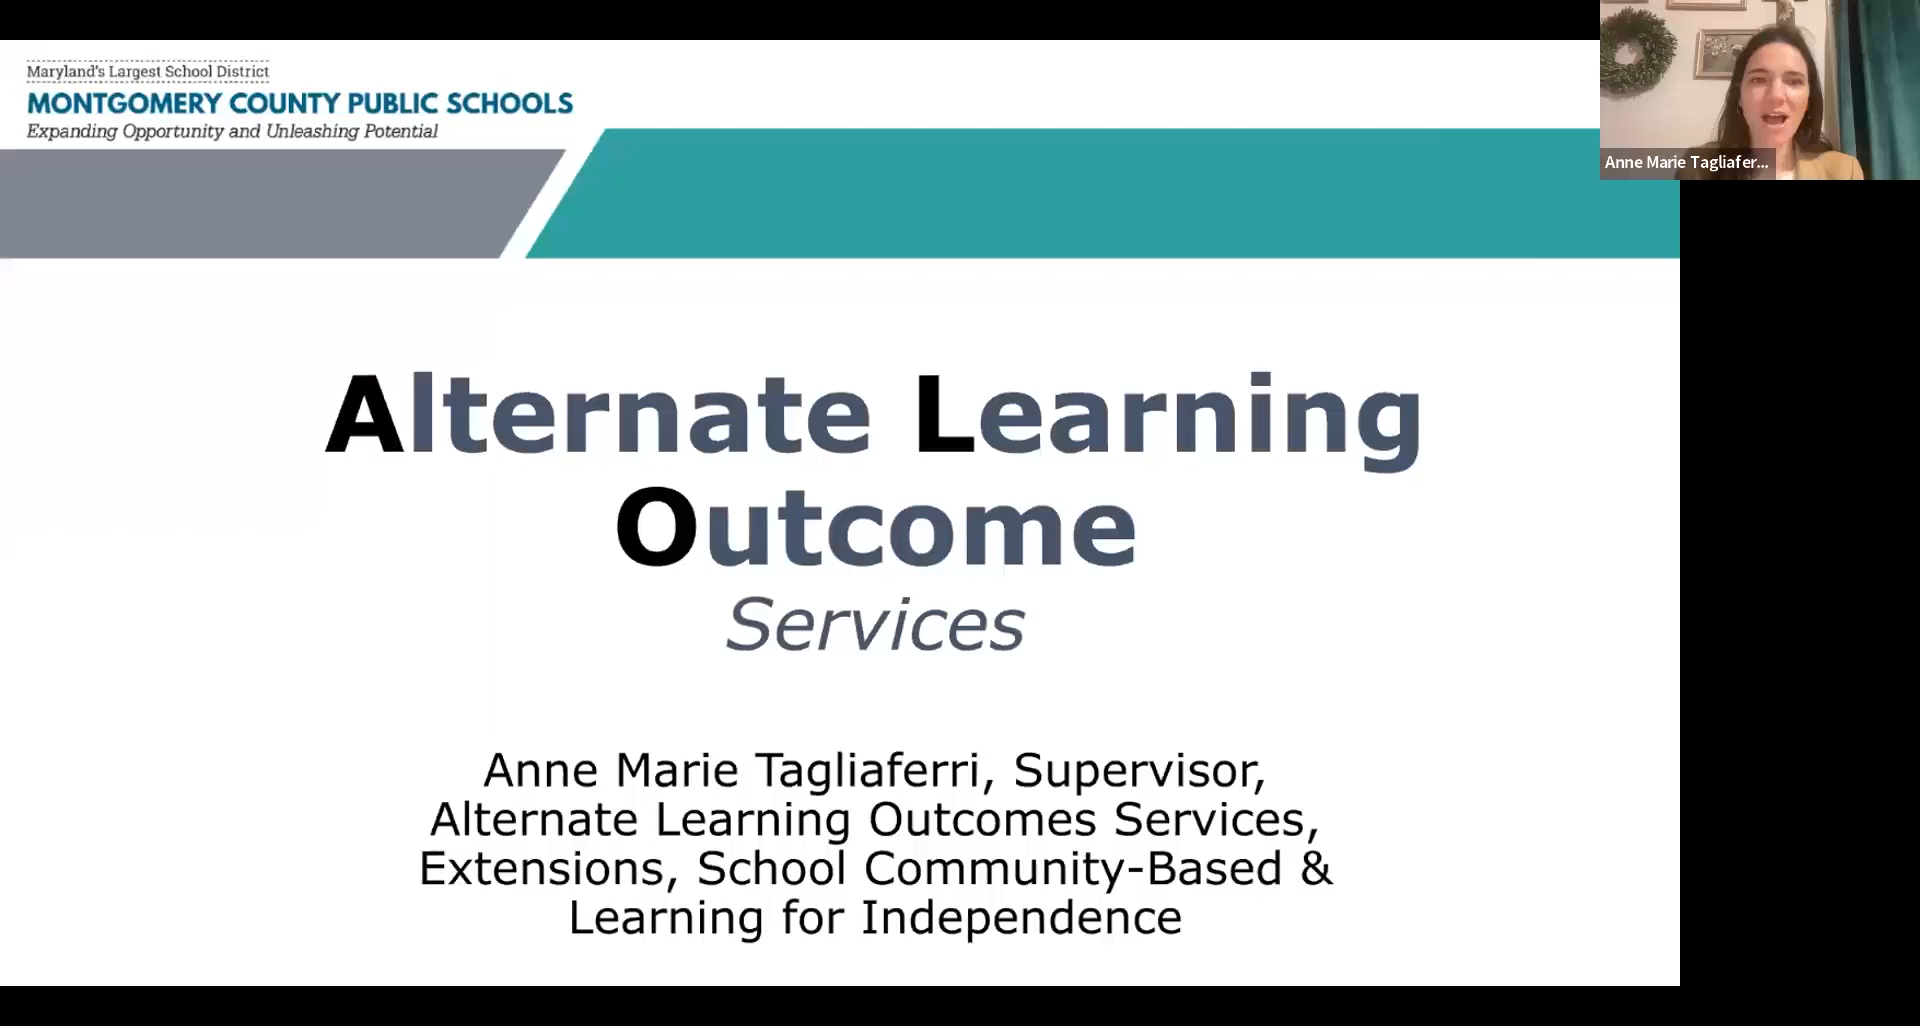 Maryland's Largest School District
MONTGOMERY COUNTY PUBLIC SCHOOLS
Expanding Opportunity and Unleashing Potential
Anne Marie Tagliafer...
Alternate Learning
Outcome
Services
Anne Marie Tagliaferri, Supervisor,
Alternate Learning Outcomes Services,
Extensions, School Community-Based &
Learning for Independence